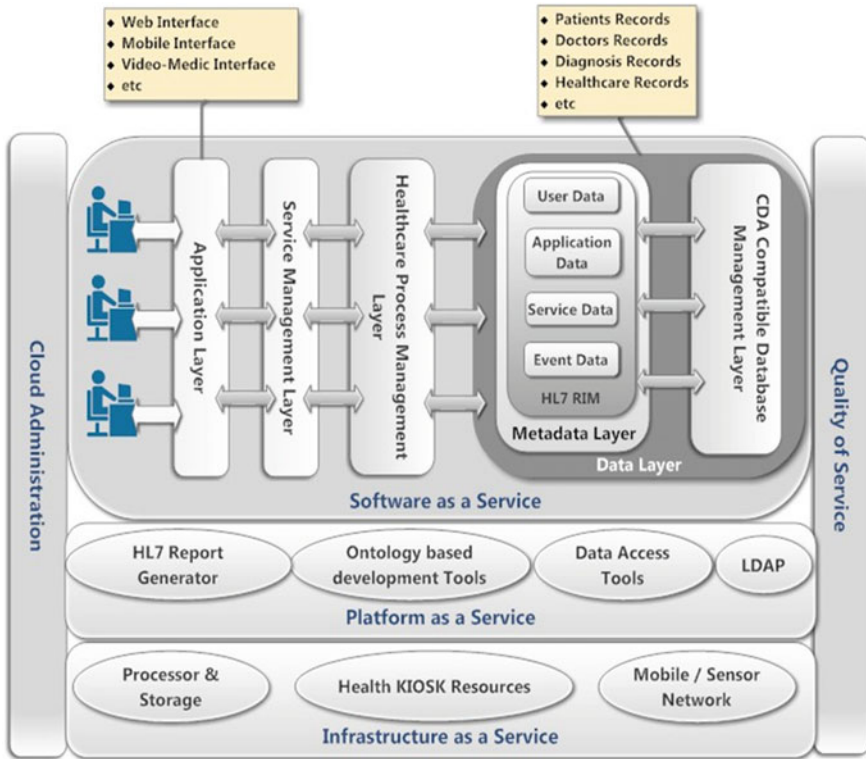 ◆ Web Interface
◆ Mobile Interface
◆ Video-Medic Interface
◆ etc
◆ Patients Records
◆ Doctors Records
◆ Diagnosis Records
◆ Healthcare Records
◆ etc
Cloud Administration
Application Layer
Service Management Layer
Healthcare Process Management
Layer
User Data
Application
Data
Service Data
Event Data
HL7 RIM
Metadata Layer
Data Layer
CDA Compatible Database
Management Layer
Quality of Service
Software as a Service
HL7 Report
Generator
Ontology based
development Tools
Data Access
Tools
LDAP
Platform as a Service
Processor &
Storage
Health KIOSK Resources
Mobile / Sensor
Network
Infrastructure as a Service